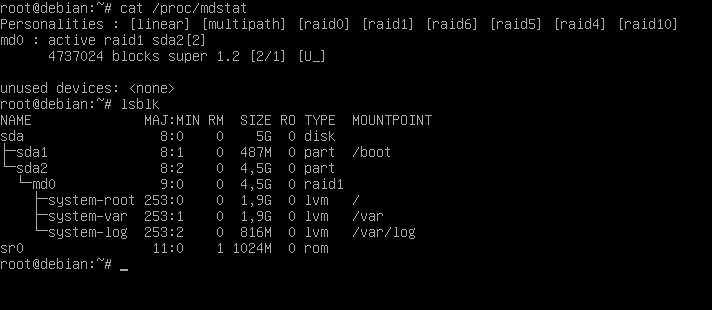 root@debian:~# cat /proc/mdstat
Personalities : [linear] [multipath] [raid0] [raid1] [raid6] [raid5] [raid4] [raid10]
md0 : active raid1 sda2[2]
      4737024 blocks super 1.2 [2/1] [U_]

unused devices: <none>
root@debian:~# lsblk
NAME              MAJ:MIN RM  SIZE RO TYPE  MOUNTPOINT
sda                 8:0    0    5G  0 disk
├─sda1              8:1    0  487M  0 part  /boot
└─sda2              8:2    0  4,5G  0 part
  └─md0             9:0    0  4,5G  0 raid1
    ├─system-root 253:0    0  1,9G  0 lvm   /
    ├─system-var  253:1    0  1,9G  0 lvm   /var
    └─system-log  253:2    0  816M  0 lvm   /var/log
sr0                11:0    1 1024M  0 rom
root@debian:~# _